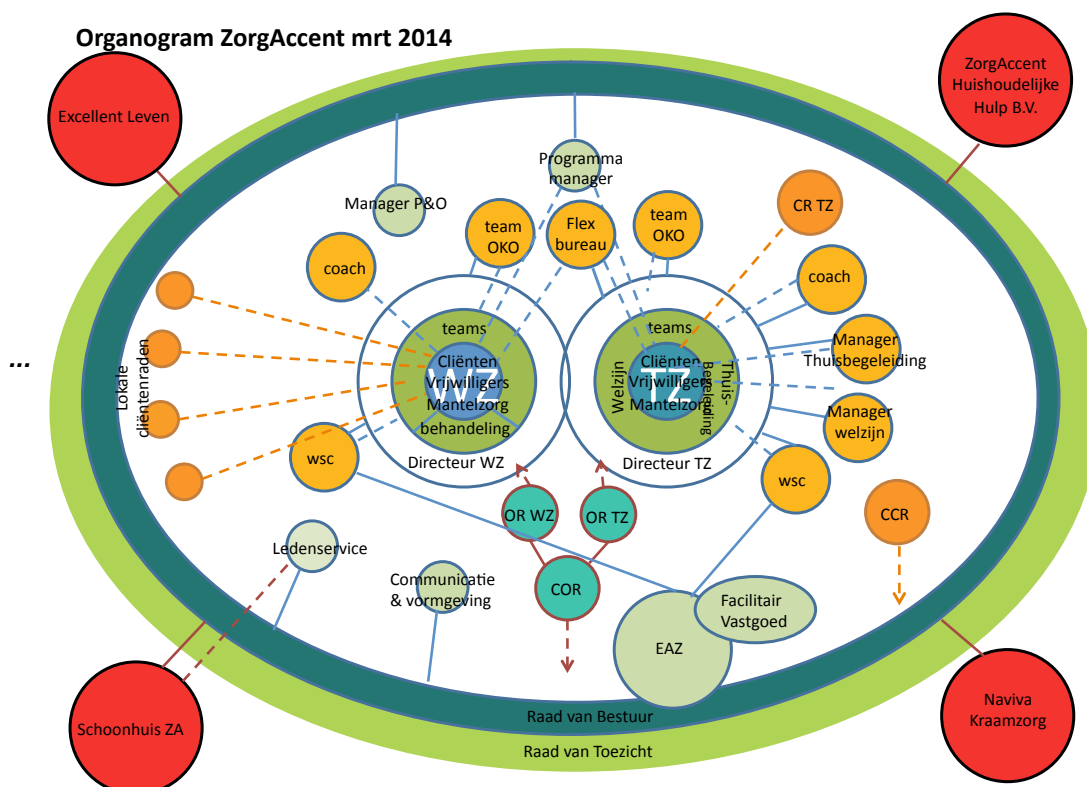 Organogram ZorgAccent mrt 2014
Excellent Leven
ZorgAccent
Huishoudelijke
Hulp B.V.
Programma
manager
Manager P&O
team
OKO
Flex
bureau
team
OKO
CR TZ
coach
coach
teams
Cliënten
Vrijwilligers
Mantelzorg
WZ
behandeling
Directeur WZ
teams
Cliënten
Vrijwilligers
Mantelzorg
TZ
Welzijn
Thuis-
Begeleiding
Directeur TZ
Manager
Thuisbegeleiding
Manager
welzijn
...
Lokale
cliëntenraden
wsc
wsc
OR WZ
OR TZ
CCR
Ledenservice
Communicatie
& vormgeving
COR
Facilitair
Vastgoed
EAZ
Schoonhuis ZA
Raad van Bestuur
Raad van Toezicht
Naviva
Kraamzorg